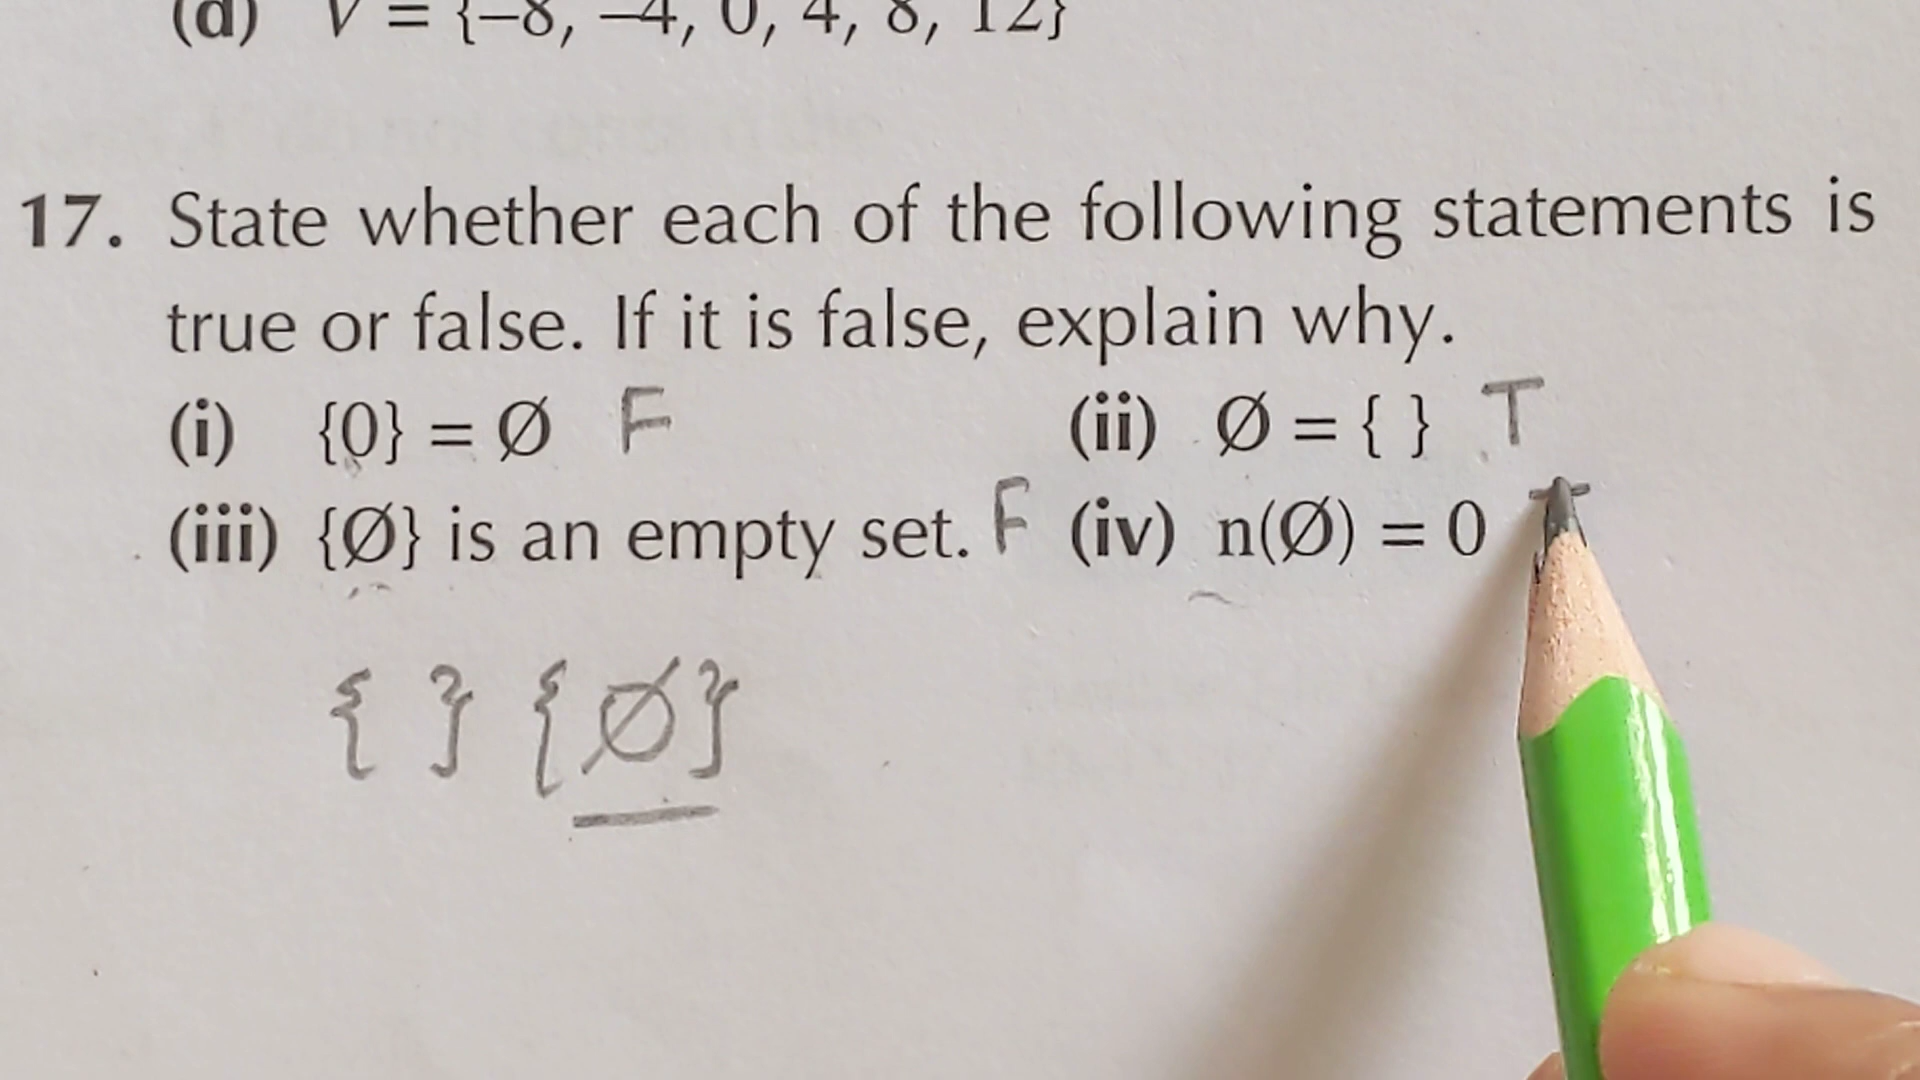 (d) V = {–8, –4, 0, 4, 8, 12}
17. State whether each of the following statements is
true or false. If it is false, explain why.
(i) {0} = Ø F (ii) Ø = { } T
(iii) {Ø} is an empty set. F (iv) n(Ø) = 0 T
{ } {Ø}